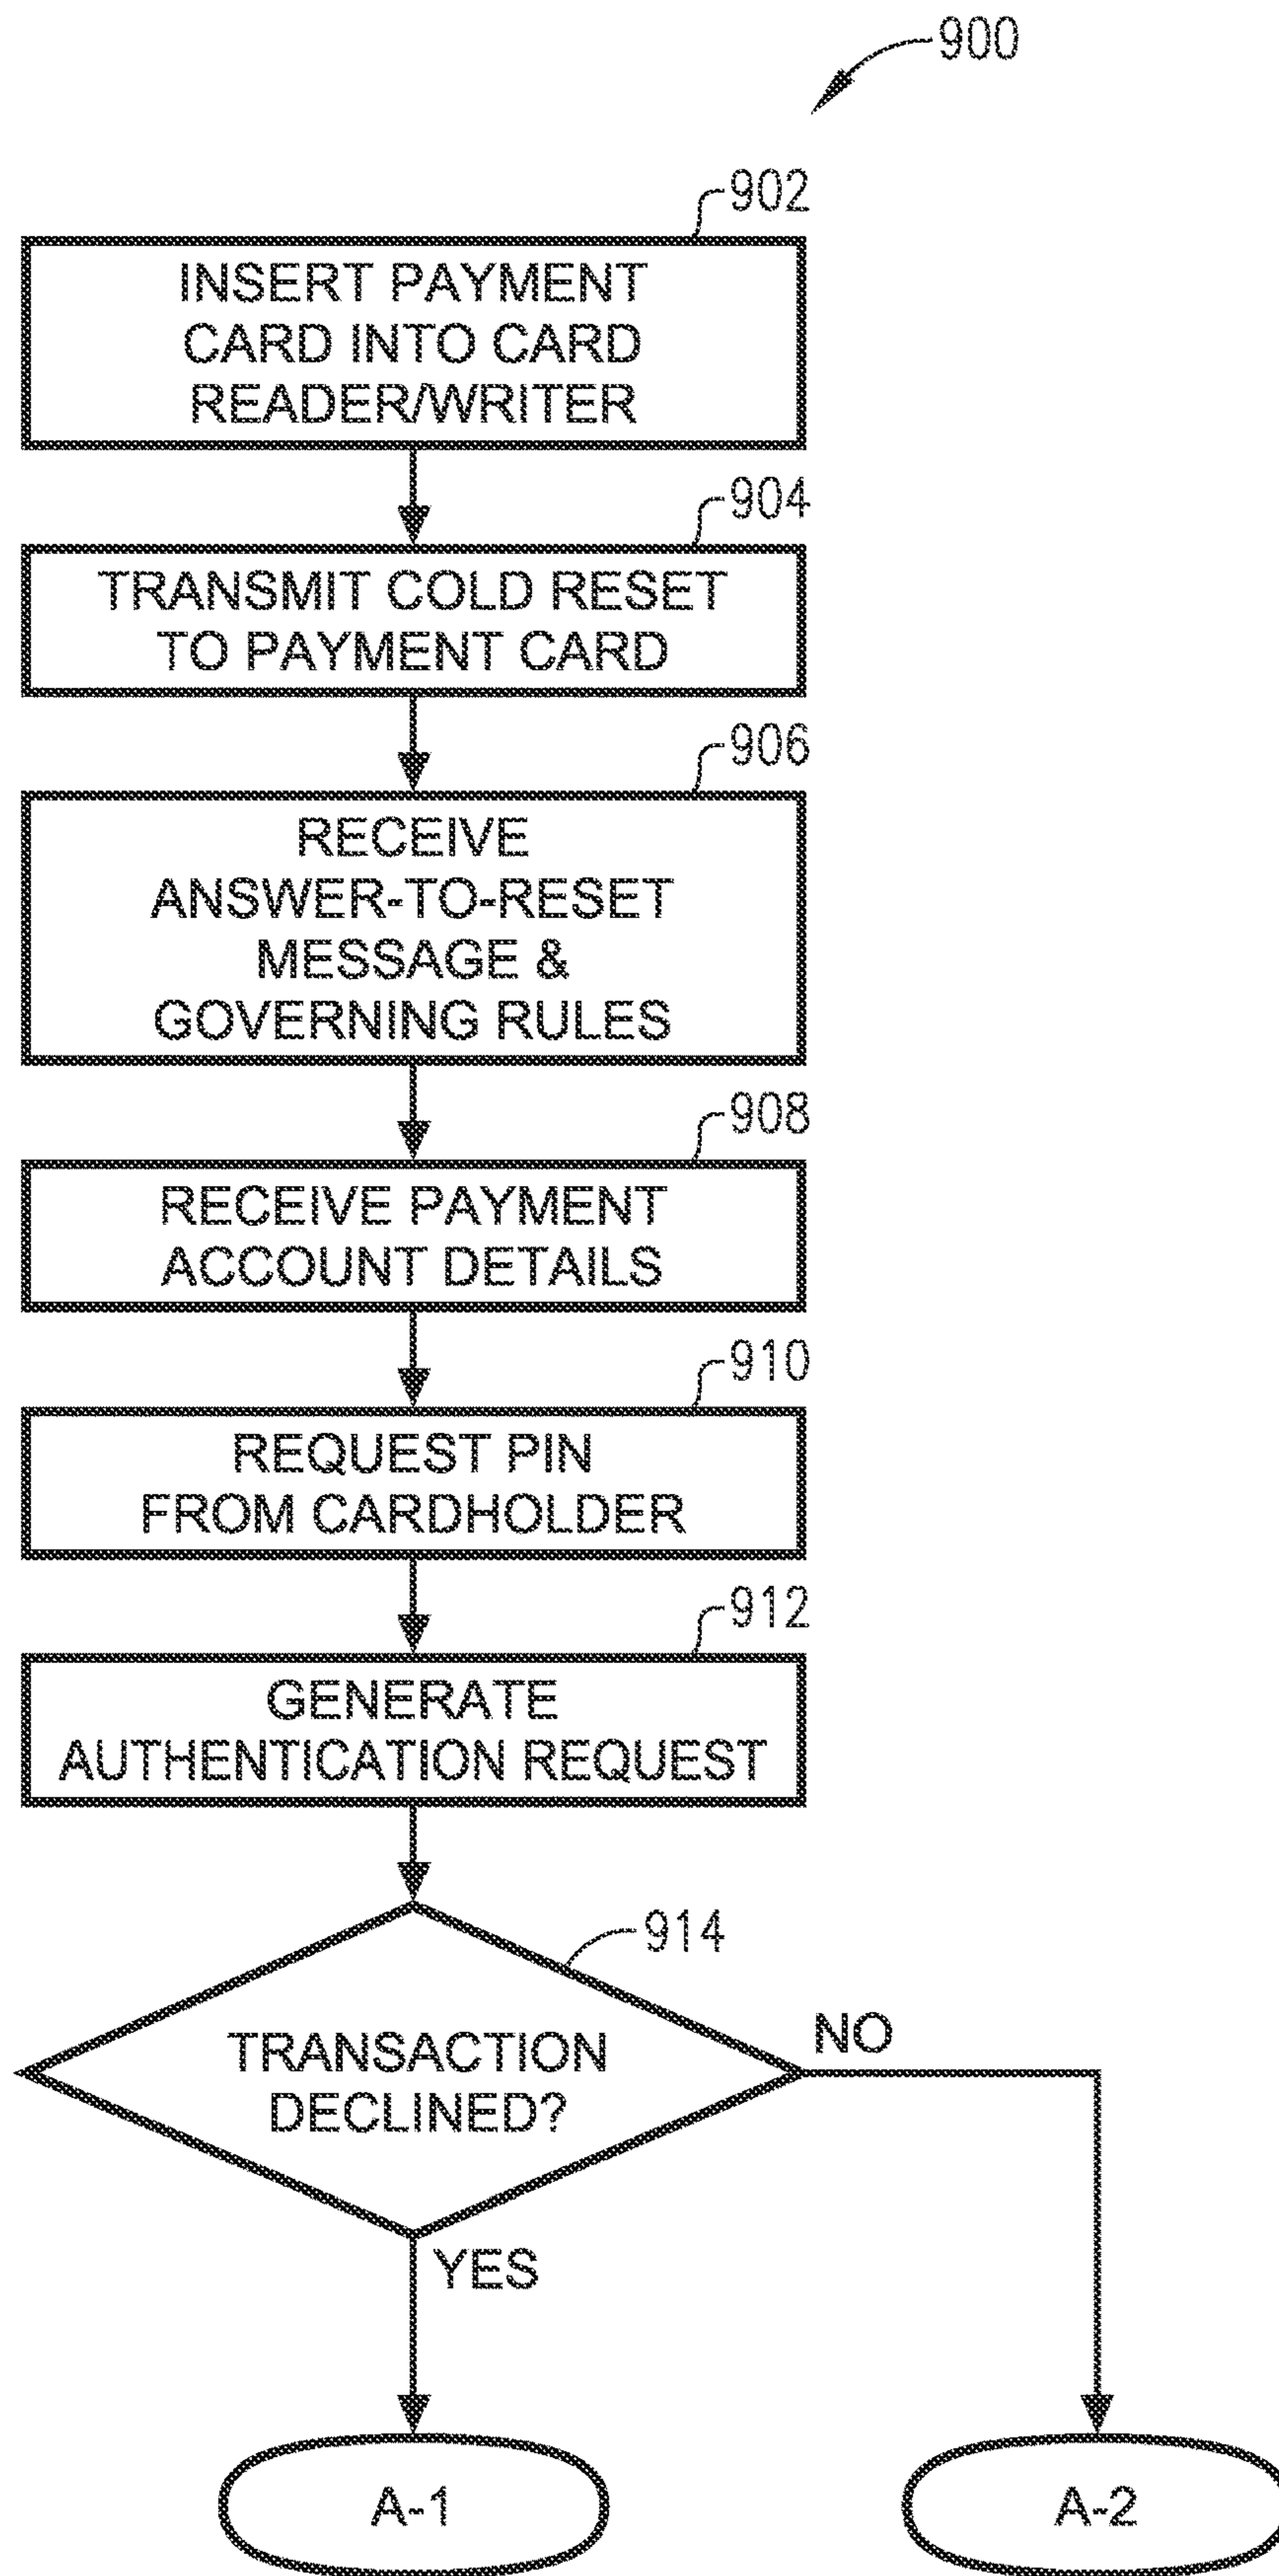 900
902
INSERT PAYMENT
CARD INTO CARD
READER/WRITER
904
TRANSMIT COLD RESET
TO PAYMENT CARD
906
RECEIVE
ANSWER-TO-RESET
MESSAGE &
GOVERNING RULES
908
RECEIVE PAYMENT
ACCOUNT DETAILS
910
REQUEST PIN
FROM CARDHOLDER
912
GENERATE
AUTHENTICATION REQUEST
914
TRANSACTION
DECLINED?
NO
YES
A-1
A-2